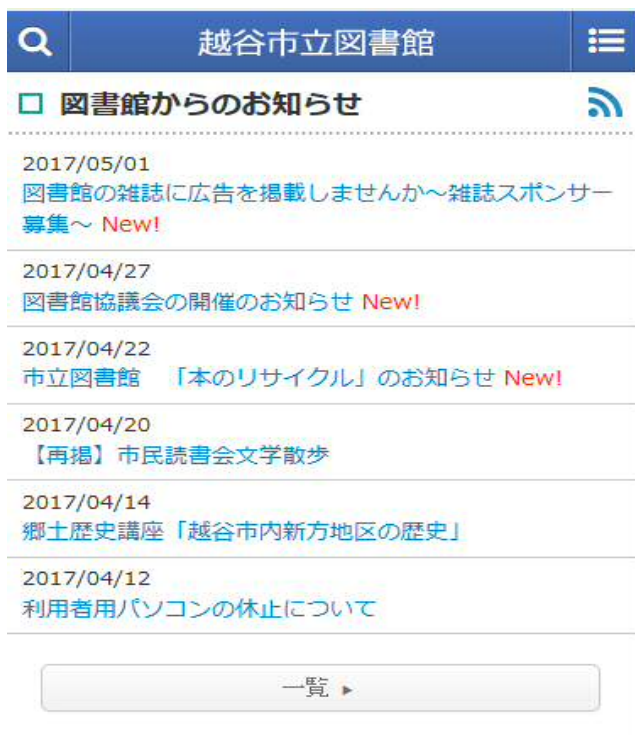 越谷市立図書館
図書館からのお知らせ
2017/05/01
図書館の雑誌に広告を掲載しませんか～雑誌スポンサー
募集～ New!
2017/04/27
図書館協議会の開催のお知らせ New!
2017/04/22
市立図書館　「本のリサイクル」のお知らせ New!
2017/04/20
【再掲】市民読書会文学散歩
2017/04/14
郷土歴史講座「越谷市内新方地区の歴史」
2017/04/12
利用者用パソコンの休止について
一覧 ▸